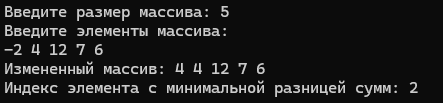 Введите размер массива: 5
Введите элементы массива:
-2 4 12 7 6
Измененный массив: 4 4 12 7 6
Индекс элемента с минимальной разницей сумм: 2